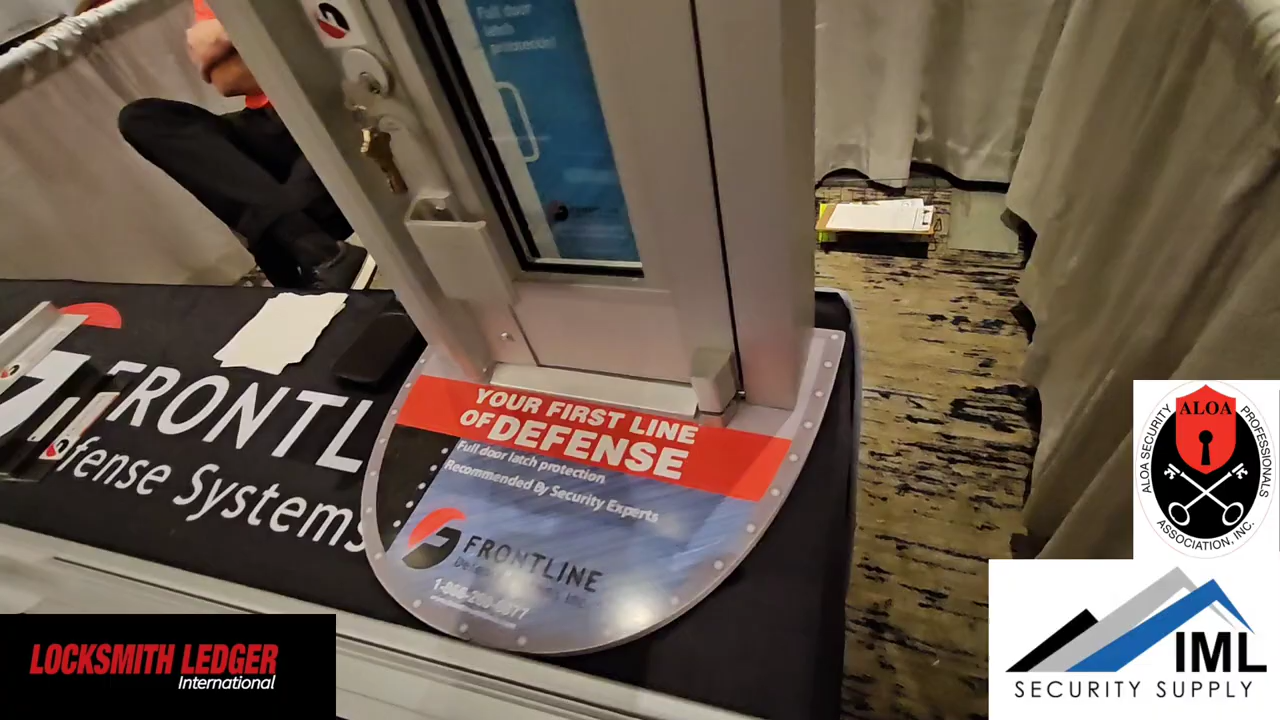 Full door
latch
protection!
YOUR FIRST LINE
OF DEFENSE
Full door latch protection
Recommended By Security Experts
FRONTLINE
FRONTL
Defense Systems
ALOA
ALOA SECURITY PROFESSIONALS
ASSOCIATION, INC.
LOCKSMITH LEDGER
International
IML
SECURITY SUPPLY